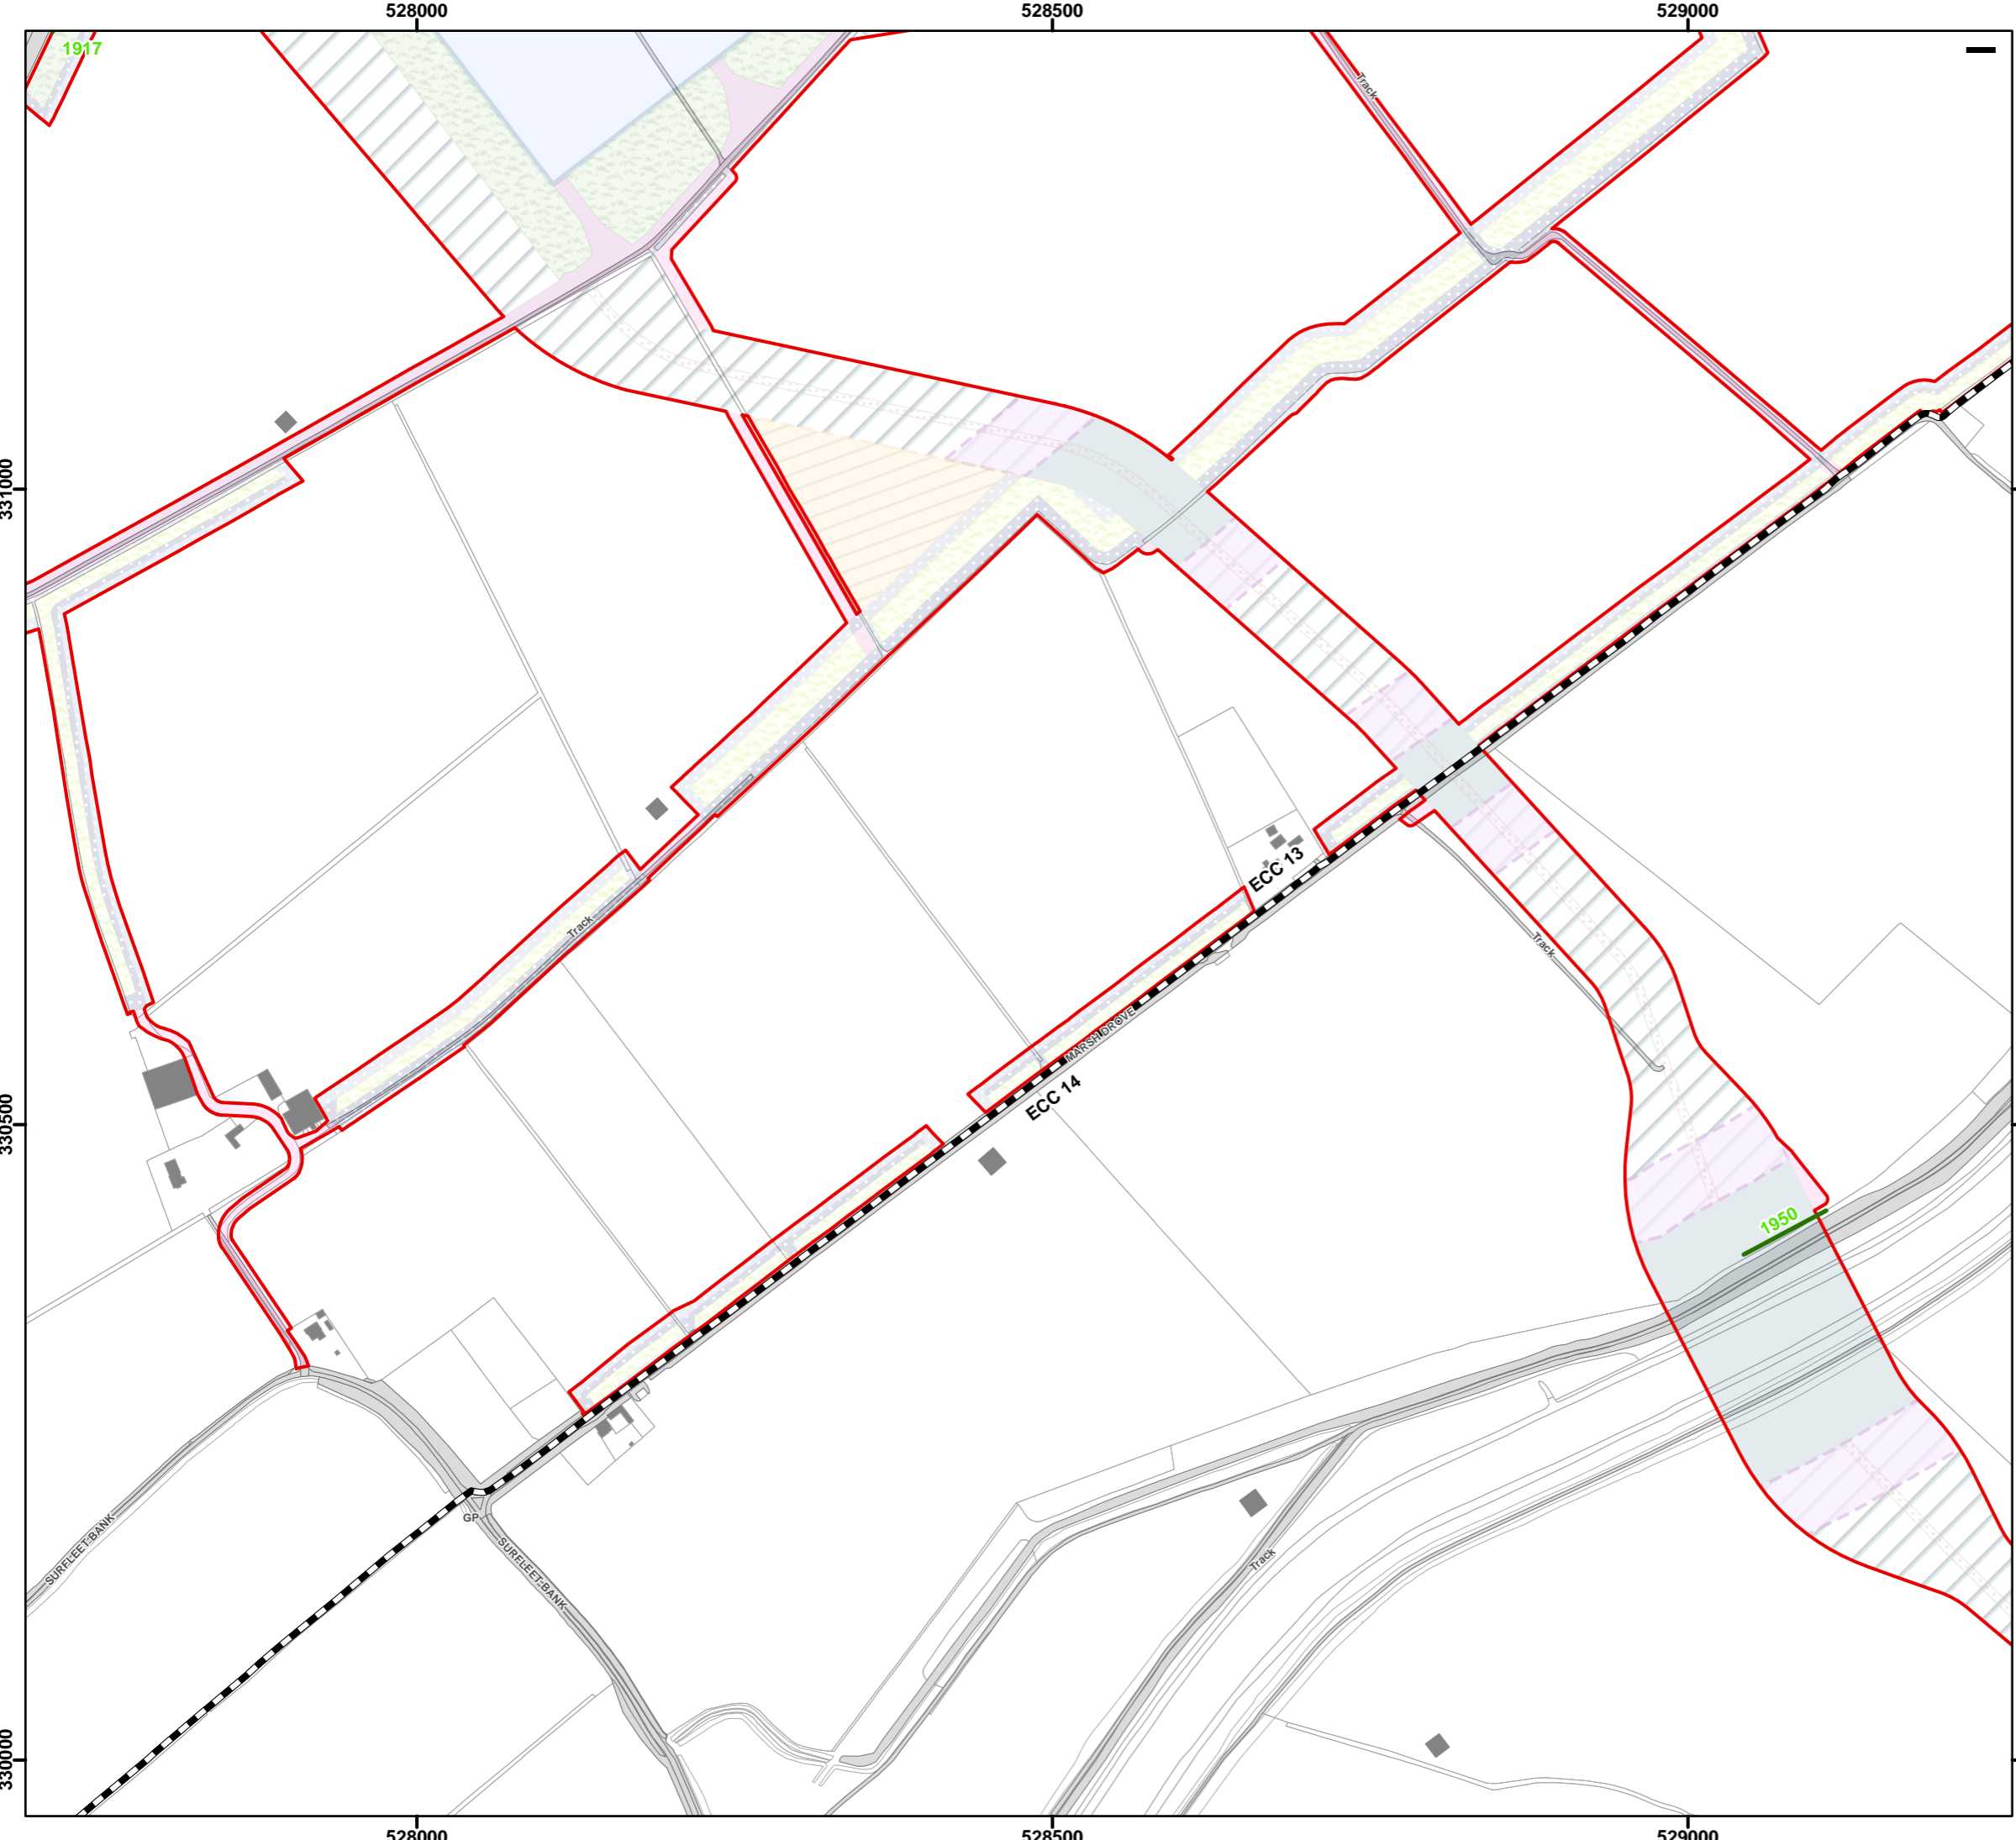 528000
528500
529000
1917
Track
331000
ECC 13
Track
Track
MARSH DROVE
ECC 14
330500
1950
SURFLEET BANK
GP
SURFLEET BANK
Track
330000
528000
528500
529000